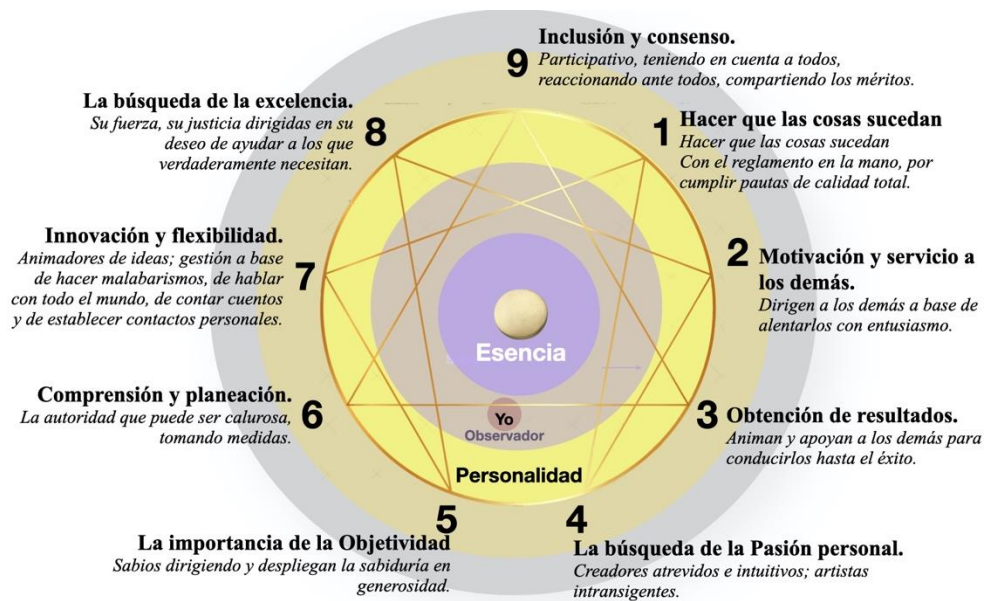 9
Inclusión y consenso.
Participativo, teniendo en cuenta a todos,
reaccionando ante todos, compartiendo los méritos.
1
Hacer que las cosas sucedan
Hacer que las cosas sucedan
Con el reglamento en la mano, por
cumplir pautas de calidad total.
2
Motivación y servicio a
los demás.
Dirigen a los demás a base de
alentarlos con entusiasmo.
3
Obtención de resultados.
Animan y apoyan a los demás para
conducirlos hasta el éxito.
4
La búsqueda de la Pasión personal.
Creadores atrevidos e intuitivos; artistas
intransigentes.
5
La importancia de la Objetividad
Sabios dirigiendo y despliegan la sabiduría en
generosidad.
6
Comprensión y planeación.
La autoridad que puede ser calurosa,
tomando medidas.
7
Innovación y flexibilidad.
Animadores de ideas; gestión a base
de hacer malabarismos, de hablar
con todo el mundo, de contar cuentos
y de establecer contactos personales.
8
La búsqueda de la excelencia.
Su fuerza, su justicia dirigidas en su
deseo de ayudar a los que
verdaderamente necesitan.
Esencia
Yo
Observador
Personalidad